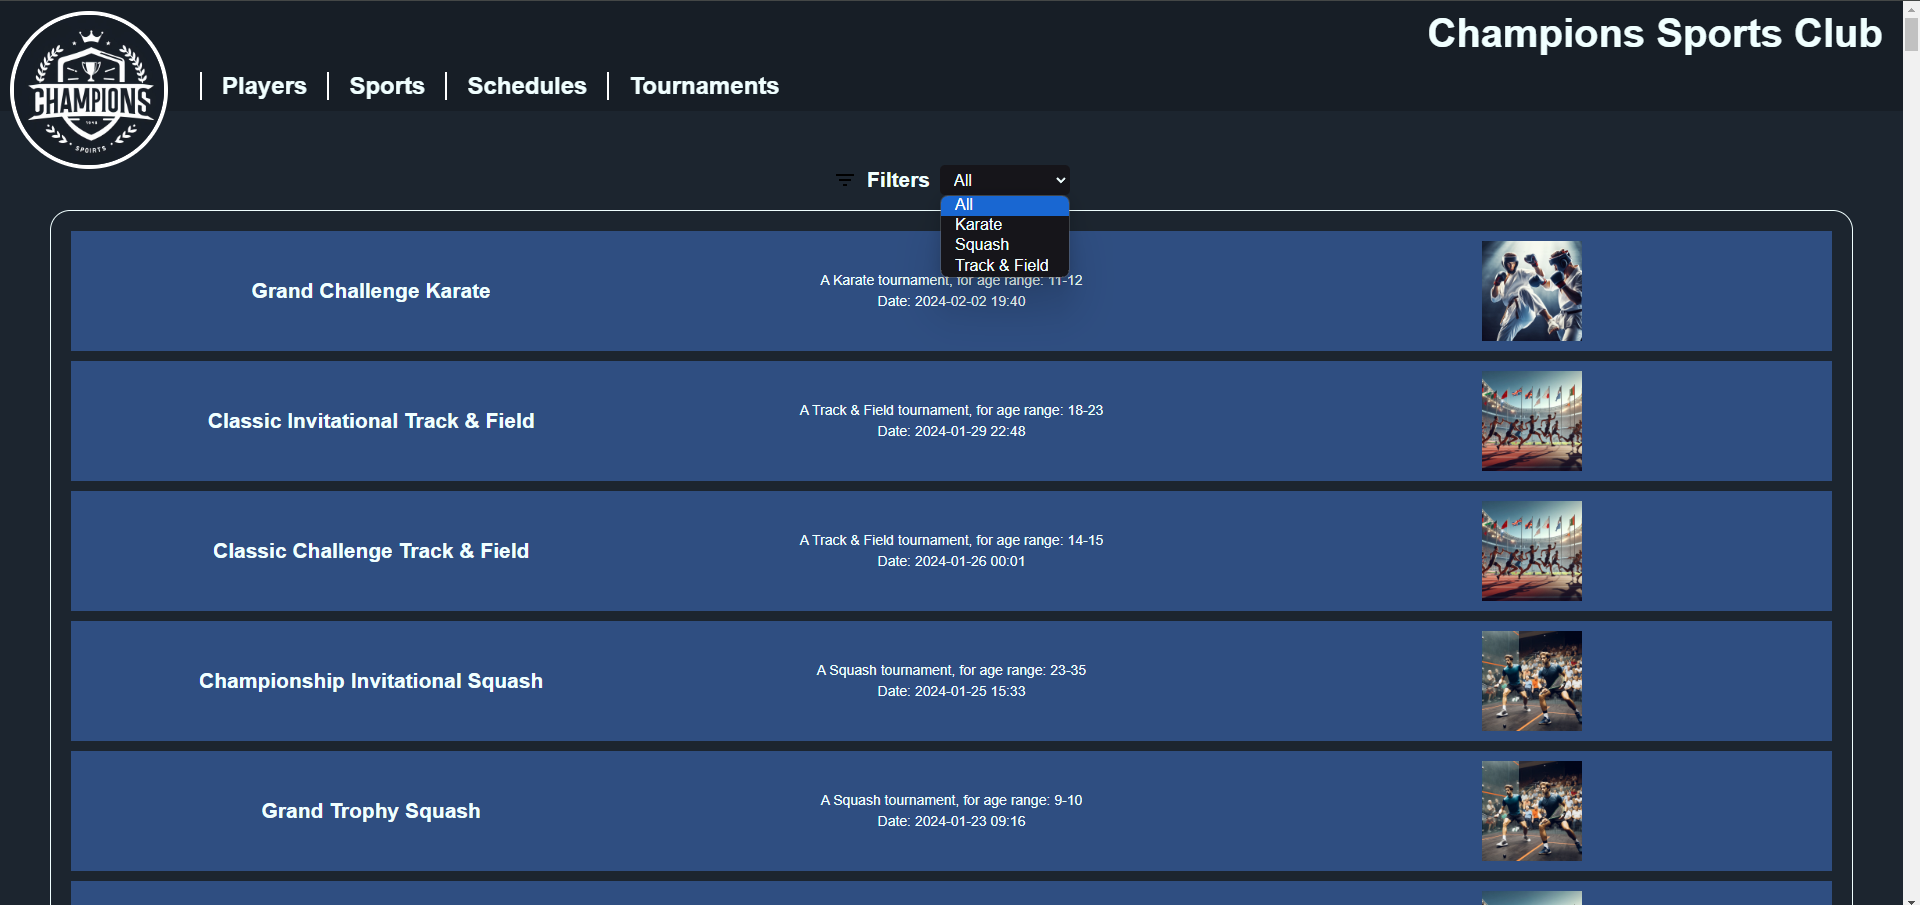 Champions Sports Club
CHAMPIONS
SPOIRTS
Players
Sports
Schedules
Tournaments
Filters
All
All
Karate
Squash
Track & Field
Grand Challenge Karate
A Karate tournament, for age range: 11-12
Date: 2024-02-02 19:40
Classic Invitational Track & Field
A Track & Field tournament, for age range: 18-23
Date: 2024-01-29 22:48
Classic Challenge Track & Field
A Track & Field tournament, for age range: 14-15
Date: 2024-01-26 00:01
Championship Invitational Squash
A Squash tournament, for age range: 23-35
Date: 2024-01-25 15:33
Grand Trophy Squash
A Squash tournament, for age range: 9-10
Date: 2024-01-23 09:16